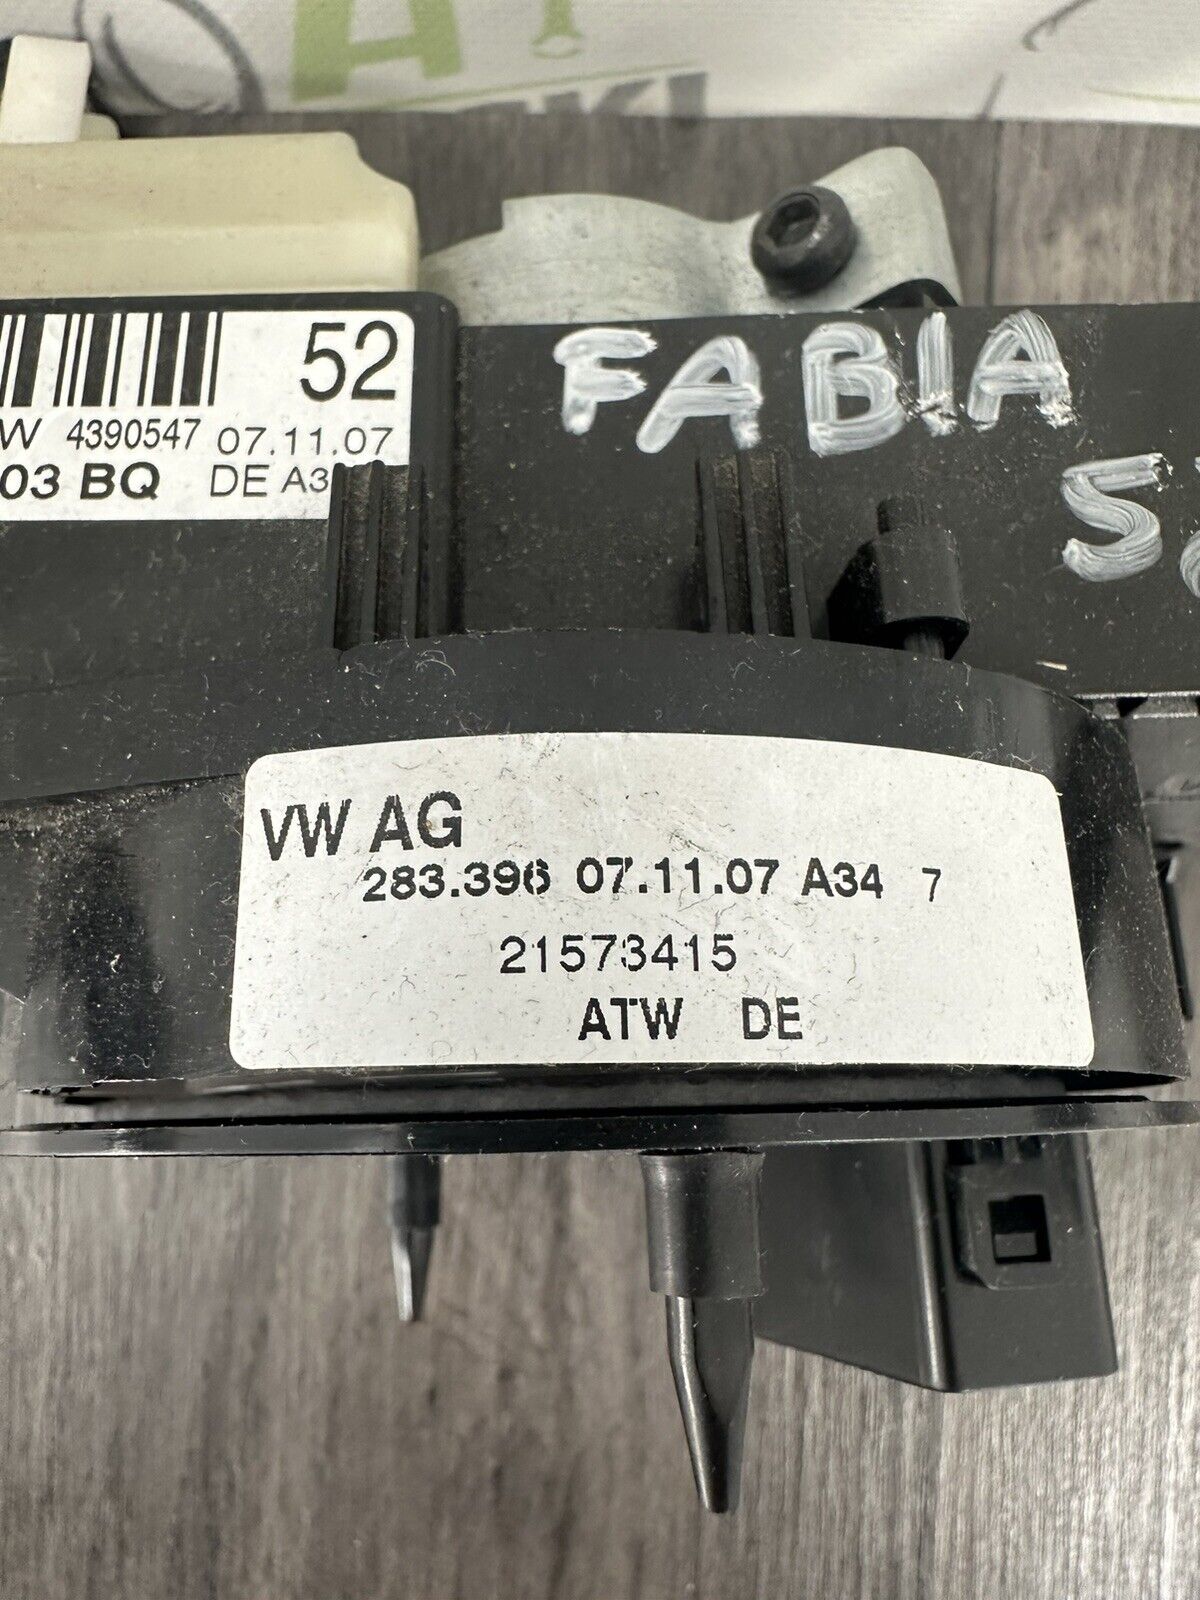 52
W 4390547 07.11.07
03 BQ DE A3
FABIA
VW AG
283.396 07.11.07 A34 7
21573415
ATW DE